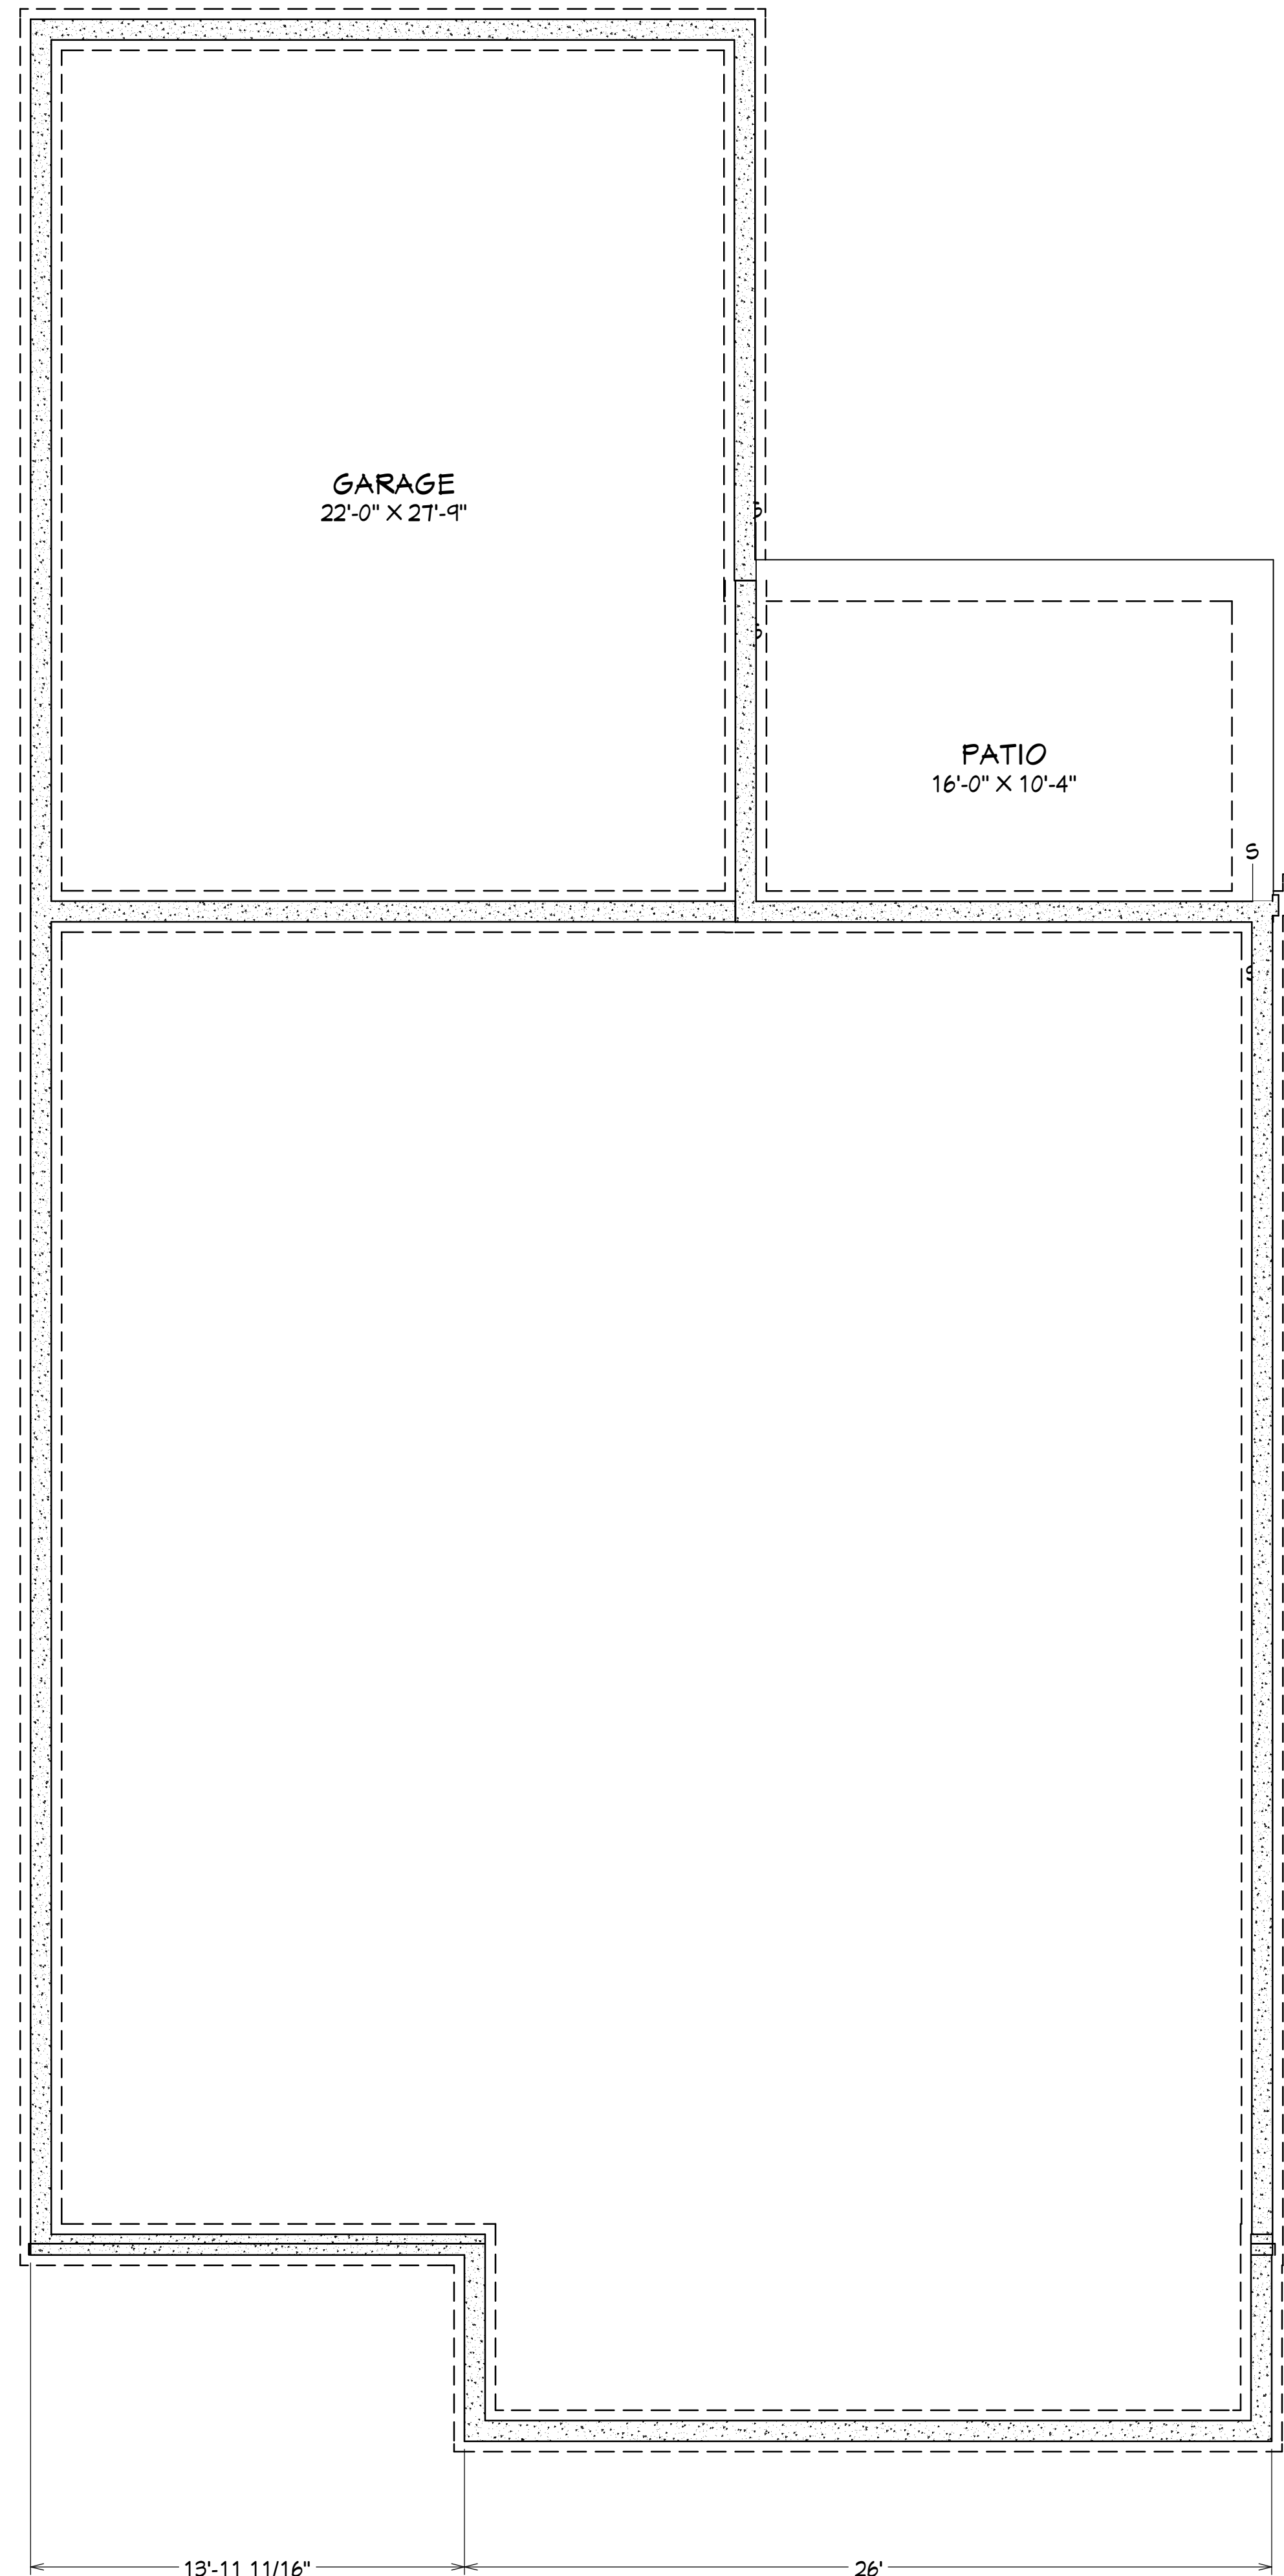 GARAGE
22'-0" X 27'-9"
S
S
PATIO
16'-0" X 10'-4"
S
S
13'-11 11/16"
26'